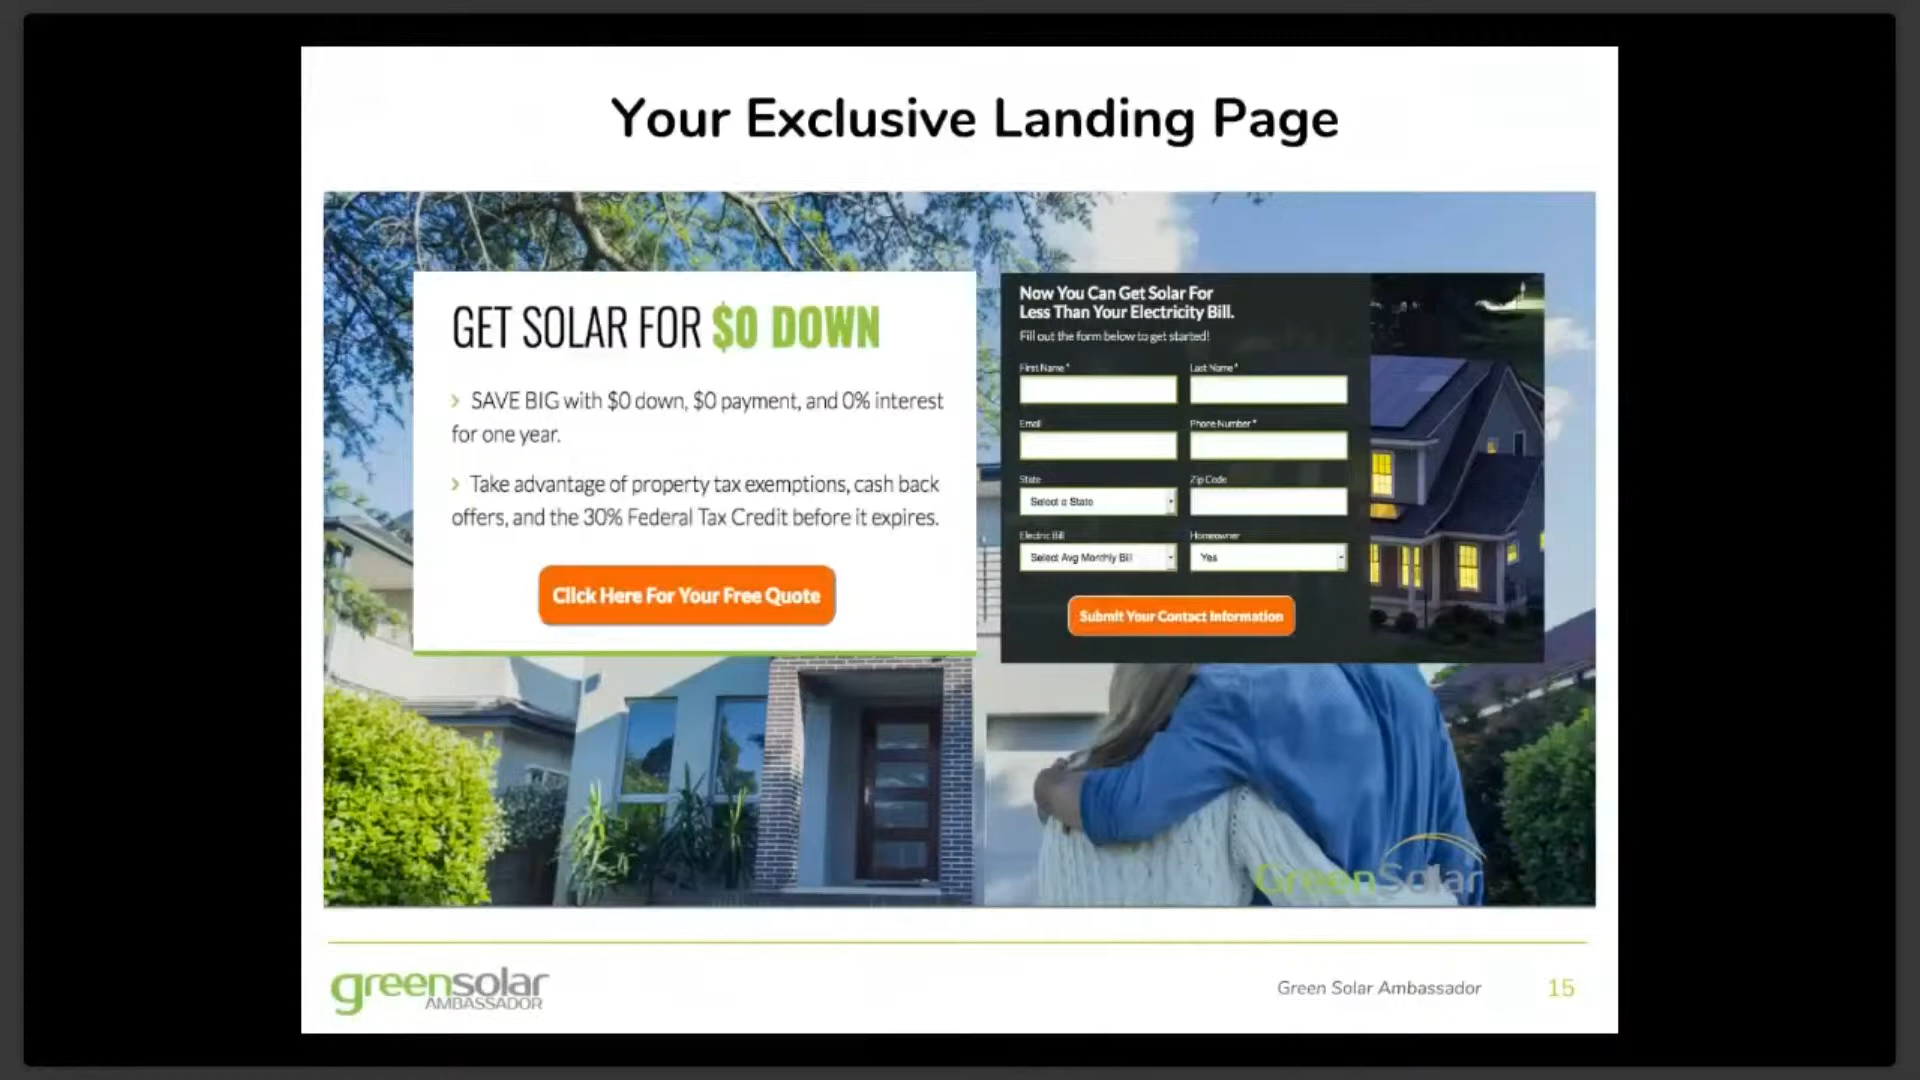 Your Exclusive Landing Page
GET SOLAR FOR $0 DOWN
› SAVE BIG with $0 down, $0 payment, and 0% interest
for one year.
› Take advantage of property tax exemptions, cash back
offers, and the 30% Federal Tax Credit before it expires.
Click Here For Your Free Quote
Now You Can Get Solar For
Less Than Your Electricity Bill.
Fill out the form below to get started!
First Name * Last Name *
Email Phone Number *
State Zip Code
Select a State
Electric Bill Homeowner
Select Avg Monthly Bill Yes
Submit Your Contact Information
GreenSolar
greensolar
AMBASSADOR
Green Solar Ambassador 15